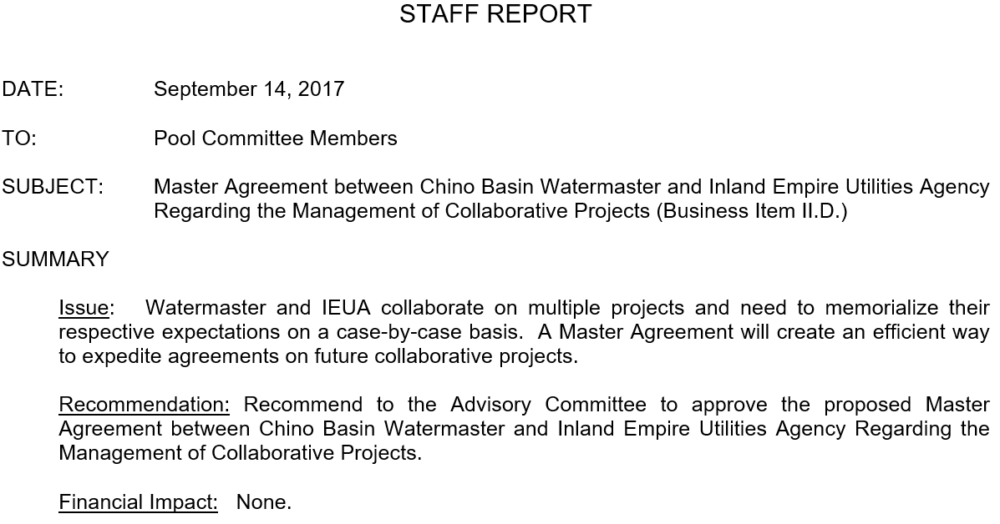 STAFF REPORT
DATE: September 14, 2017
TO: Pool Committee Members
SUBJECT: Master Agreement between Chino Basin Watermaster and Inland Empire Utilities Agency
Regarding the Management of Collaborative Projects (Business Item II.D.)
SUMMARY
Issue: Watermaster and IEUA collaborate on multiple projects and need to memorialize their
respective expectations on a case-by-case basis. A Master Agreement will create an efficient way
to expedite agreements on future collaborative projects.
Recommendation: Recommend to the Advisory Committee to approve the proposed Master
Agreement between Chino Basin Watermaster and Inland Empire Utilities Agency Regarding the
Management of Collaborative Projects.
Financial Impact: None.